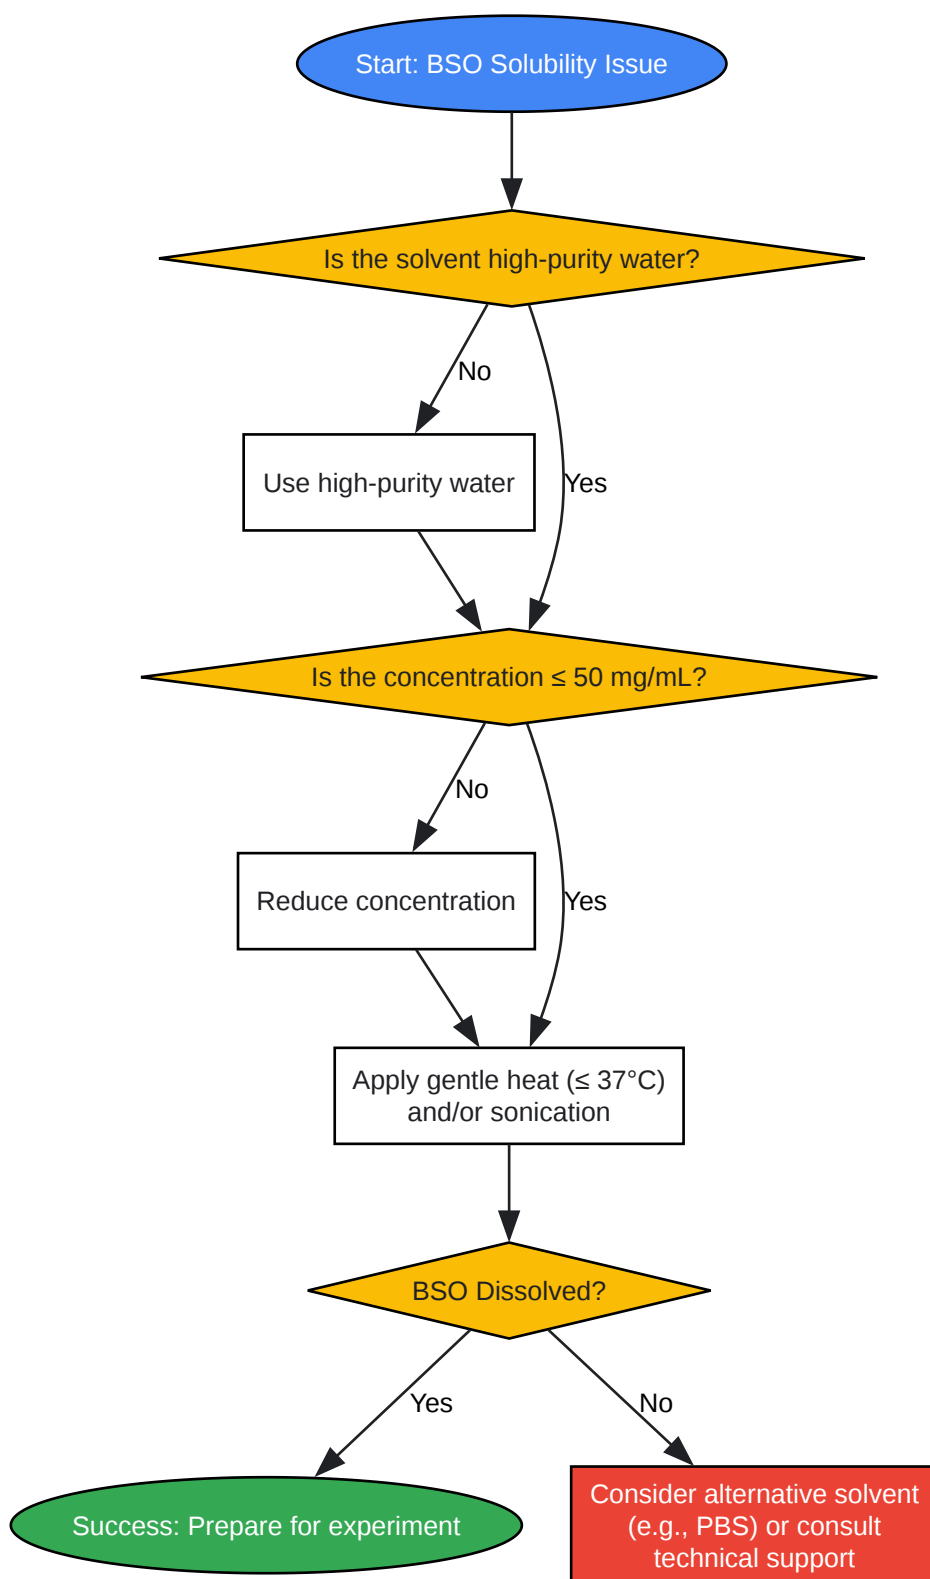 Start: BSO Solubility Issue
Is the solvent high-purity water?
No
Use high-purity water
Yes
Is the concentration ≤ 50 mg/mL?
No
Reduce concentration
Yes
Apply gentle heat (≤ 37°C)
and/or sonication
BSO Dissolved?
Yes
No
Success: Prepare for experiment
Consider alternative solvent
(e.g., PBS) or consult
technical support